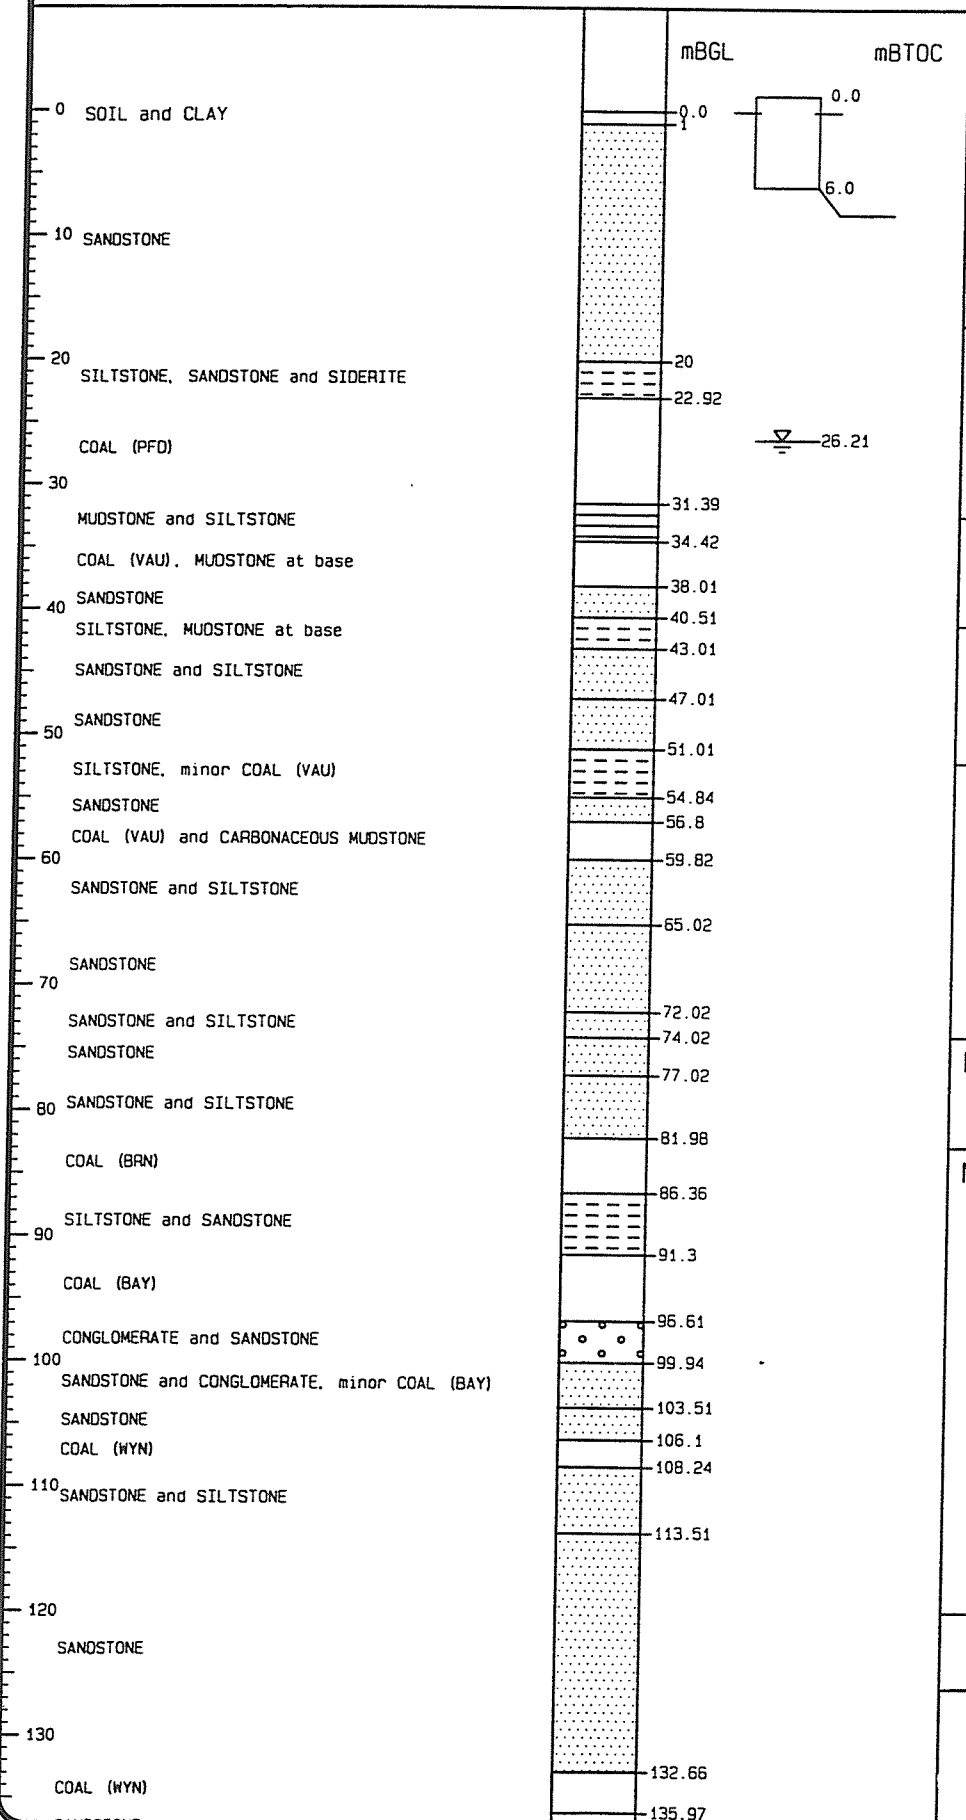 mBGL mBTOC
0.0
0 SOIL and CLAY 0.0
1
6.0
10 SANDSTONE
20 20
SILTSTONE, SANDSTONE and SIDERITE
22.92
COAL (PFD) 26.21
30
31.39
MUDSTONE and SILTSTONE
34.42
COAL (VAU), MUDSTONE at base
38.01
SANDSTONE
40 40.51
SILTSTONE, MUDSTONE at base
43.01
SANDSTONE and SILTSTONE
47.01
SANDSTONE
50
51.01
SILTSTONE, minor COAL (VAU)
54.84
SANDSTONE
56.8
COAL (VAU) and CARBONACEOUS MUDSTONE
60 59.82
SANDSTONE and SILTSTONE
65.02
SANDSTONE
70
72.02
SANDSTONE and SILTSTONE
74.02
SANDSTONE
77.02
80 SANDSTONE and SILTSTONE
81.98
COAL (BRN)
86.36
SILTSTONE and SANDSTONE
90
91.3
COAL (BAY)
96.61
CONGLOMERATE and SANDSTONE
100 99.94
SANDSTONE and CONGLOMERATE, minor COAL (BAY)
103.51
SANDSTONE
106.1
COAL (WYN)
108.24
110 SANDSTONE and SILTSTONE
113.51
120
SANDSTONE
130
132.66
COAL (WYN)
135.97